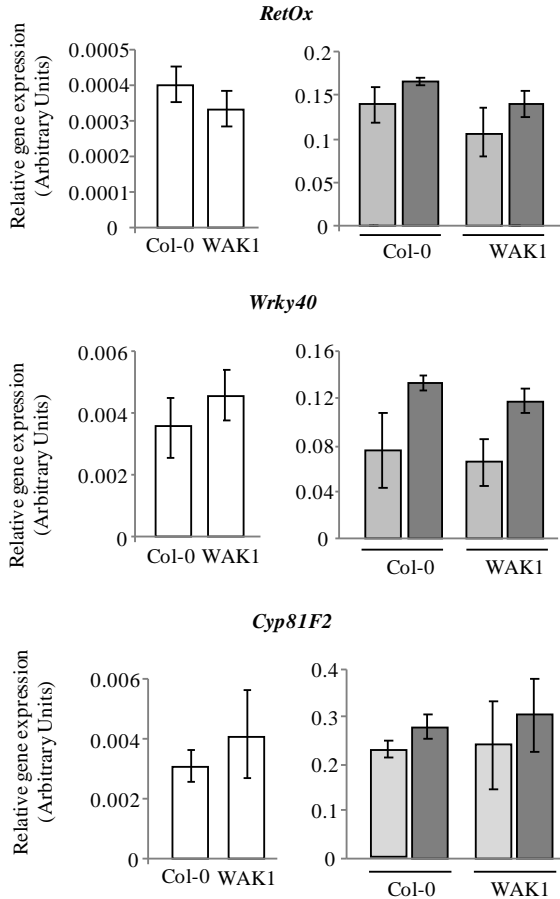 RetOx
Relative gene expression
(Arbitrary Units)
0.0005
0.0004
0.0003
0.0002
0.0001
0
Col-0 WAK1
0.2
0.15
0.1
0.05
0
Col-0 WAK1
Wrky40
Relative gene expression
(Arbitrary Units)
0.006
0.004
0.002
0
Col-0 WAK1
0.16
0.12
0.08
0.04
0
Col-0 WAK1
Cyp81F2
Relative gene expression
(Arbitrary Units)
0.006
0.004
0.002
0
Col-0 WAK1
0.4
0.3
0.2
0.1
0
Col-0 WAK1